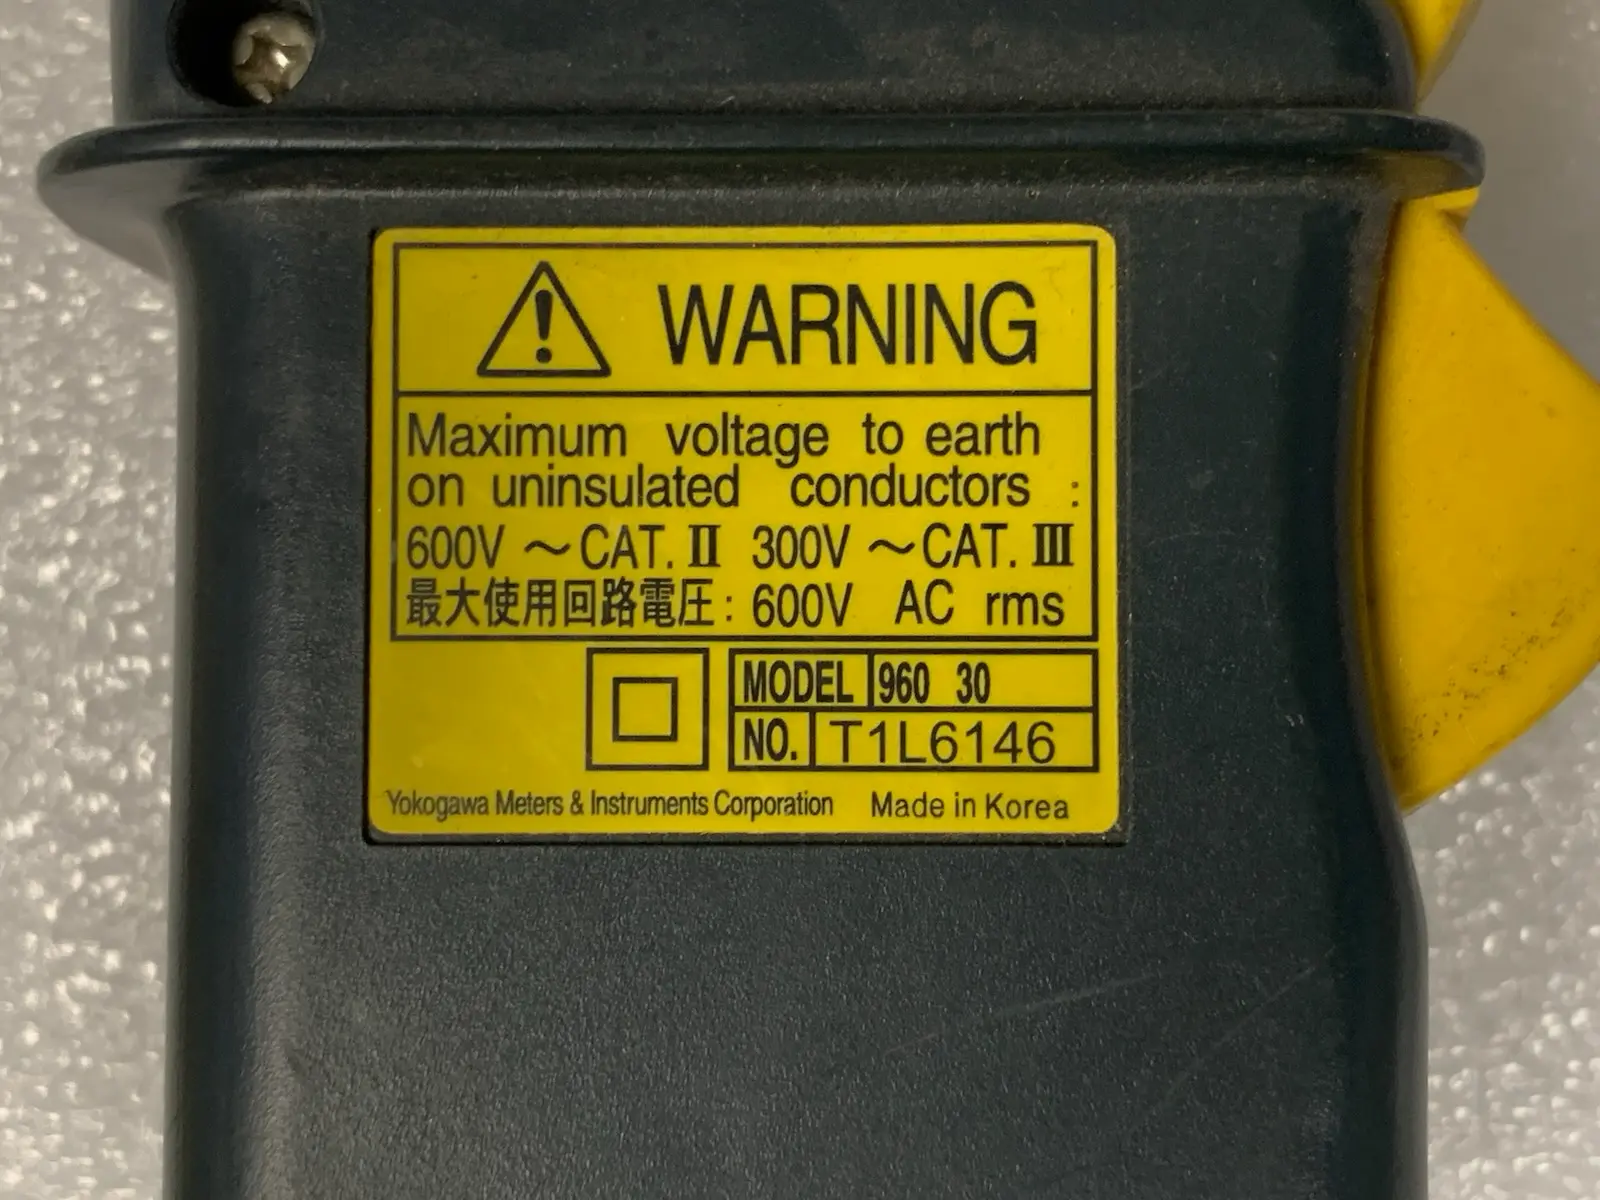 WARNING
Maximum voltage to earth
on uninsulated conductors :
600V ～CAT. Ⅱ 300V ～CAT. Ⅲ
最大使用回路電圧: 600V AC rms
MODEL 960 30
NO. T1L6146
Yokogawa Meters & Instruments Corporation Made in Korea